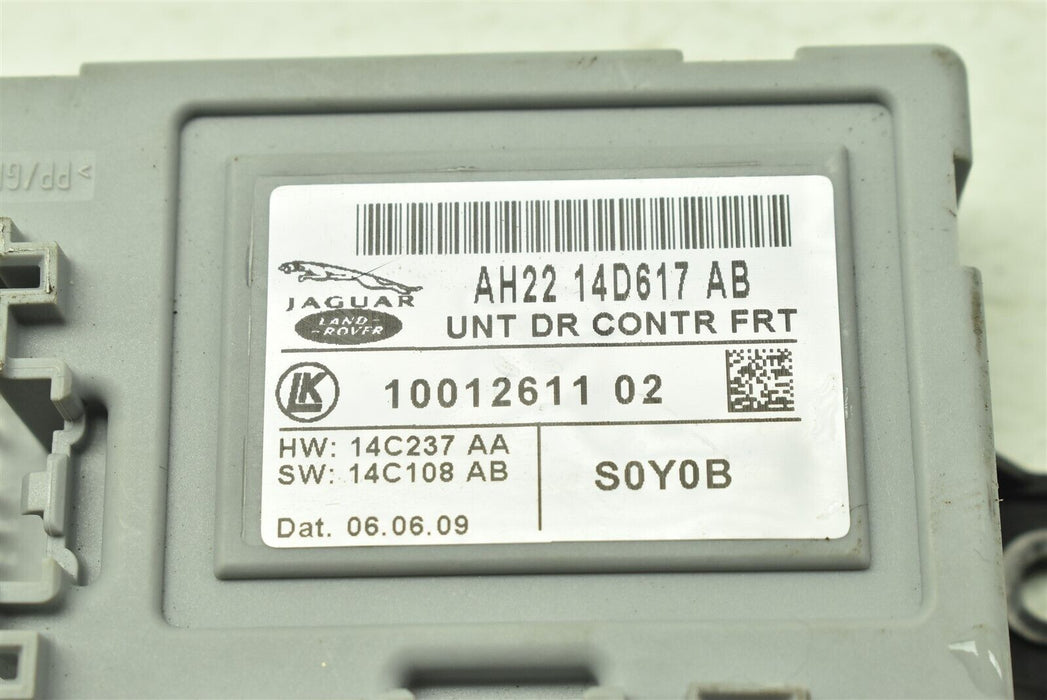 JAGUAR
LAND-
-ROVER
AH22 14D617 AB
UNT DR CONTR FRT
LK
10012611 02
HW: 14C237 AA
SW: 14C108 AB
Dat. 06.06.09
S0Y0B